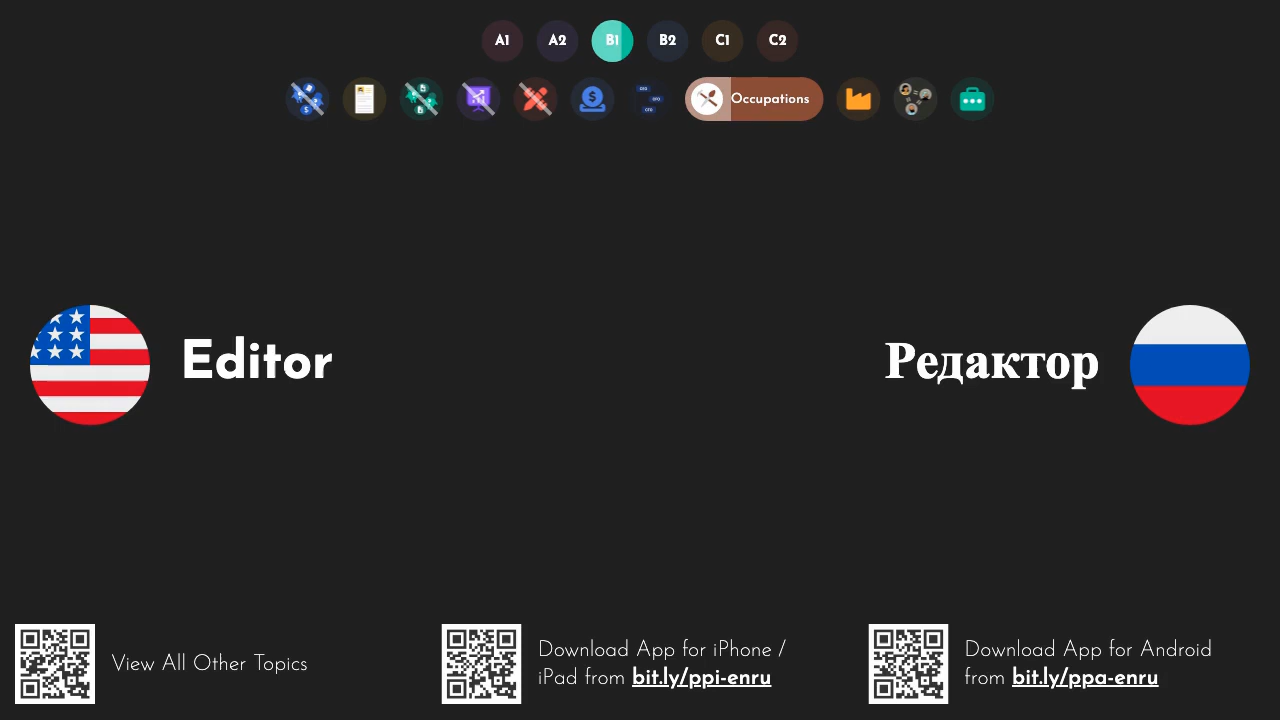 A1 A2 B1 B2 C1 C2
Occupations
Editor
Редактор
View All Other Topics
Download App for iPhone /
iPad from bit.ly/ppi-enru
Download App for Android
from bit.ly/ppa-enru